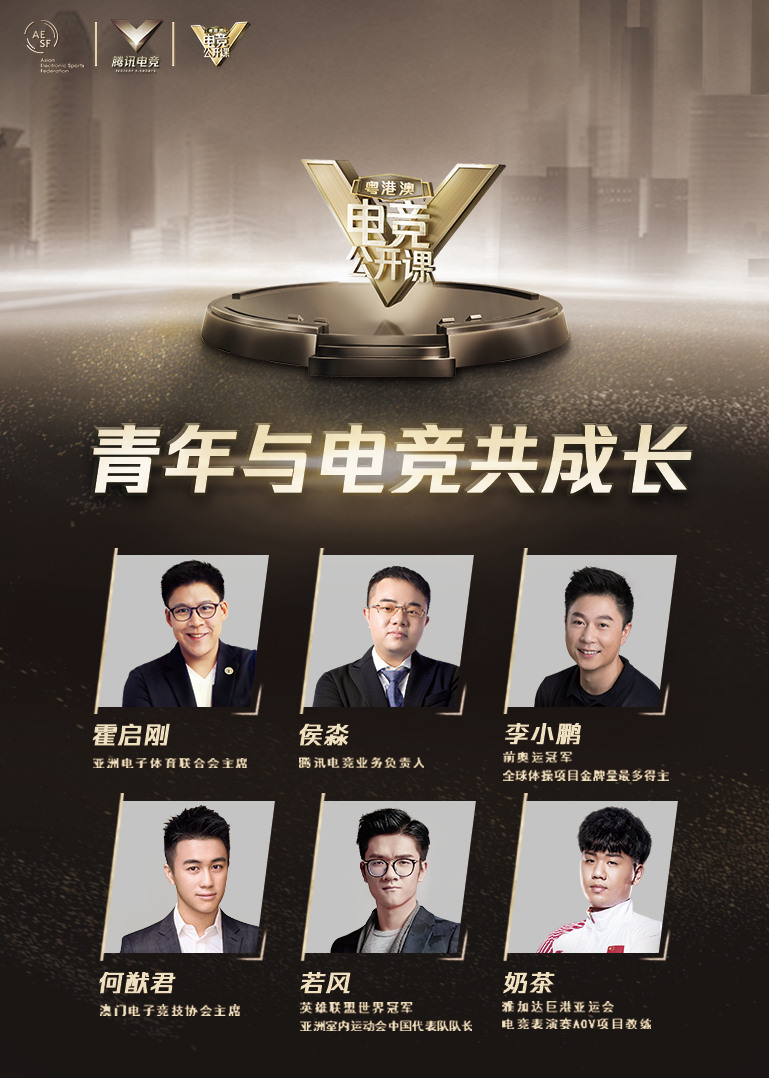 AE
SF
Asian
Electronic Sports
Federation
腾讯电竞
TENCENT E-SPORTS
电竞
公开课
粤港澳
电竞
公开课
青年与电竞共成长
霍启刚
亚洲电子体育联合会主席
侯淼
腾讯电竞业务负责人
李小鹏
前奥运冠军
全球体操项目金牌量最多得主
何猷君
澳门电子竞技协会主席
若风
英雄联盟世界冠军
亚洲室内运动会中国代表队队长
奶茶
雅加达巨港亚运会
电竞表演赛AOV项目教练